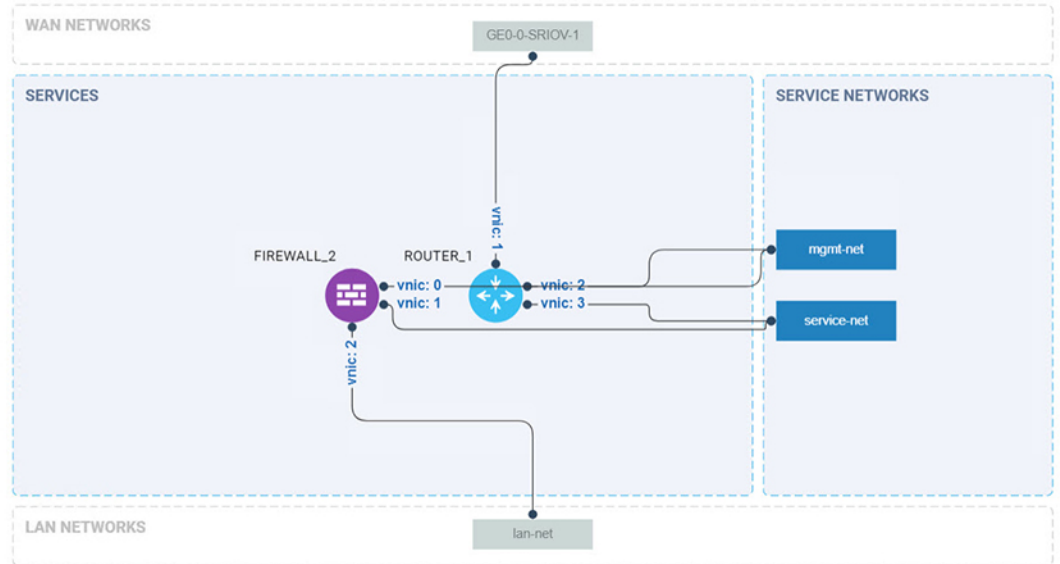 WAN NETWORKS
GE0-0-SRIOV-1
SERVICES
SERVICE NETWORKS
vnic: 1
FIREWALL_2
ROUTER_1
mgmt-net
vnic: 0
vnic: 2
vnic: 1
vnic: 3
service-net
vnic: 2
LAN NETWORKS
lan-net